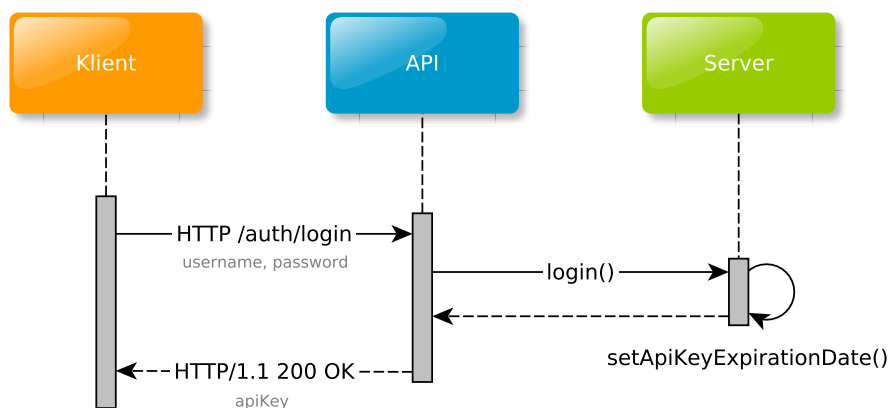 Klient
API
Server
HTTP /auth/login
username, password
login()
setApiKeyExpirationDate()
HTTP/1.1 200 OK
apiKey